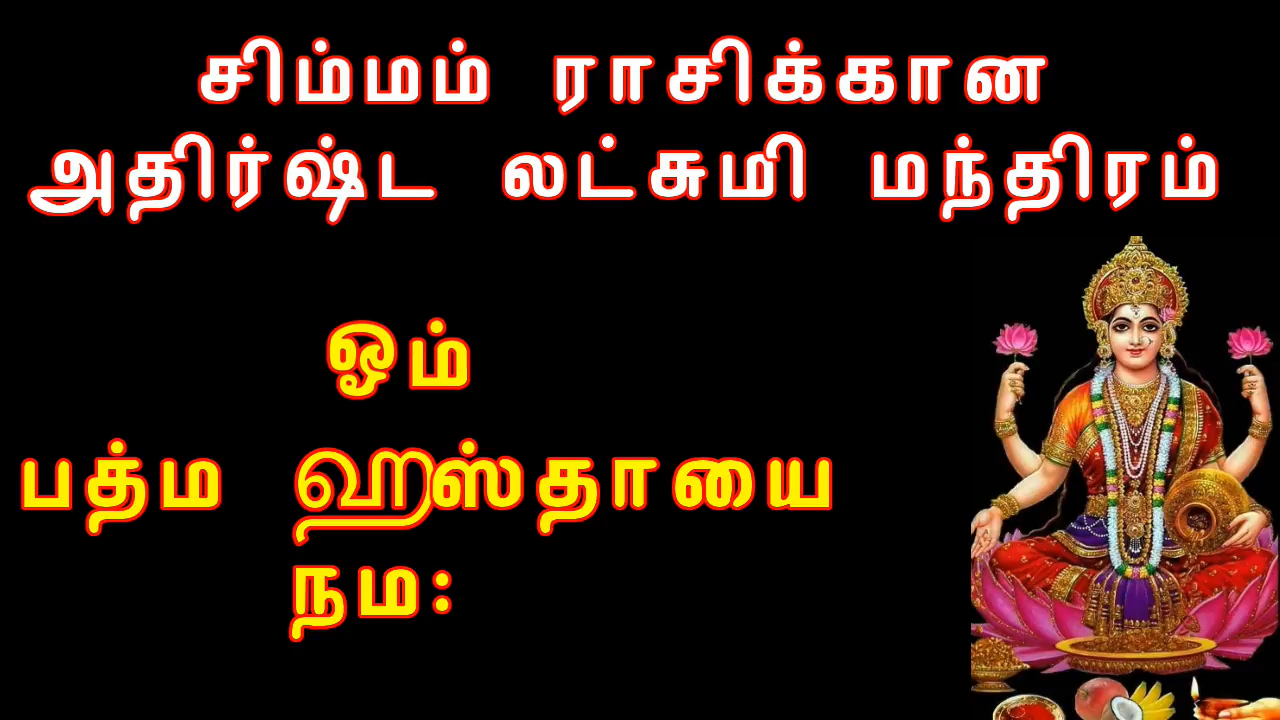 சிம்மம் ராசிக்கான
அதிர்ஷ்ட லட்சுமி மந்திரம்
ஓம்
பத்ம ஹஸ்தாயை
நம: